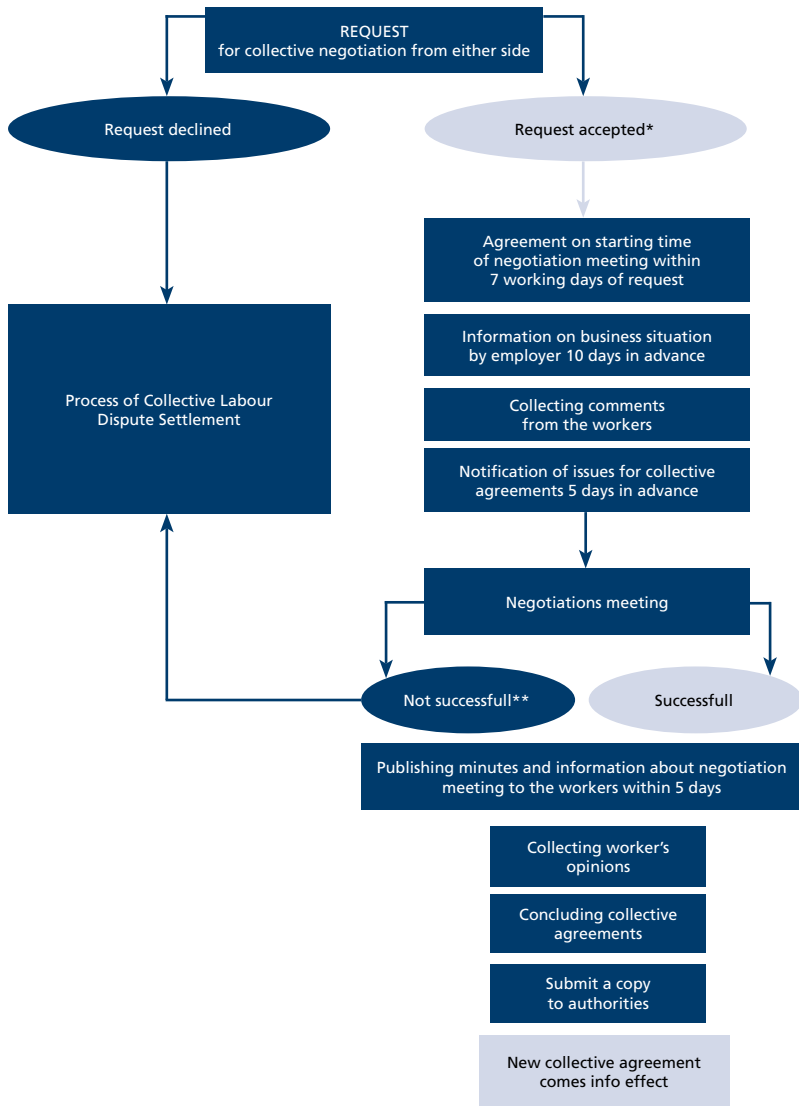 REQUEST
for collective negotiation from either side
Request declined
Request accepted*
Agreement on starting time
of negotiation meeting within
7 working days of request
Information on business situation
by employer 10 days in advance
Process of Collective Labour
Dispute Settlement
Collecting comments
from the workers
Notification of issues for collective
agreements 5 days in advance
Negotiations meeting
Not successfull**
Successfull
Publishing minutes and information about negotiation
meeting to the workers within 5 days
Collecting worker’s
opinions
Concluding collective
agreements
Submit a copy
to authorities
New collective agreement
comes info effect